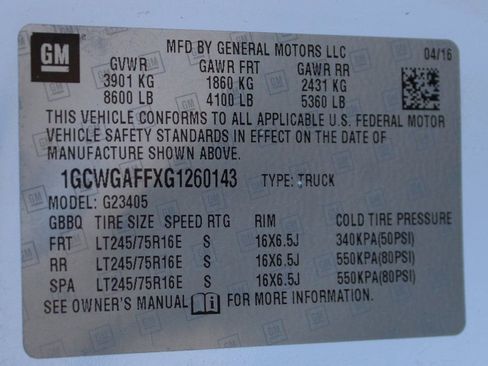 GM
MFD BY GENERAL MOTORS LLC 04/16
GVWR GAWR FRT GAWR RR
3901 KG 1860 KG 2431 KG
8600 LB 4100 LB 5360 LB
THIS VEHICLE CONFORMS TO ALL APPLICABLE U.S. FEDERAL MOTOR
VEHICLE SAFETY STANDARDS IN EFFECT ON THE DATE OF
MANUFACTURE SHOWN ABOVE.
1GCWGAFFXG1260143 TYPE: TRUCK
MODEL: G23405
GBBQ TIRE SIZE SPEED RTG RIM COLD TIRE PRESSURE
FRT LT245/75R16E S 16X6.5J 340KPA(50PSI)
RR LT245/75R16E S 16X6.5J 550KPA(80PSI)
SPA LT245/75R16E S 16X6.5J 550KPA(80PSI)
SEE OWNER'S MANUAL FOR MORE INFORMATION.